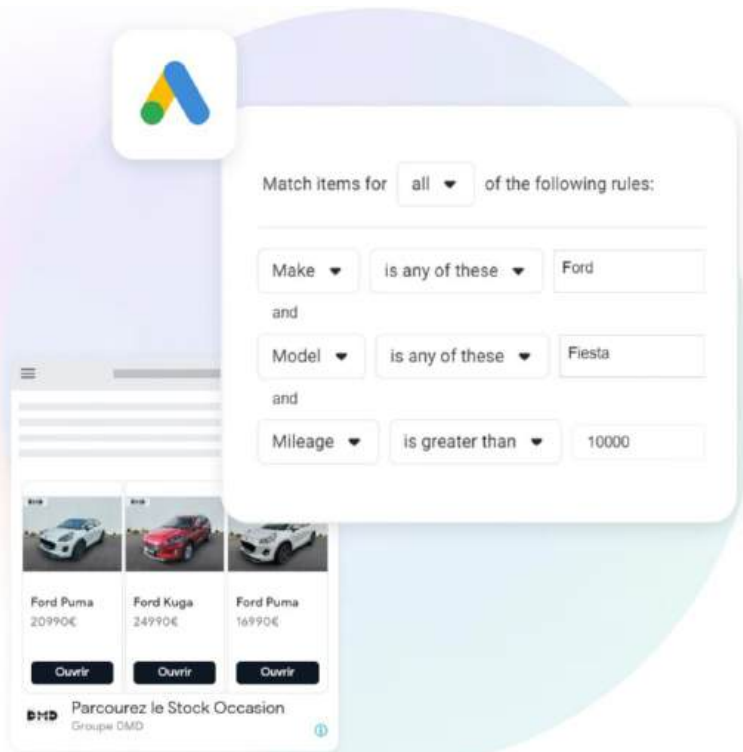 Match items for all of the following rules:
Make is any of these Ford
and
Model is any of these Fiesta
and
Mileage is greater than 10000
DMD DMD
Ford Puma Ford Kuga Ford Puma
20990€ 24990€ 16990€
Ouvrir Ouvrir Ouvrir
DMD Parcourez le Stock Occasion
Groupe DMD